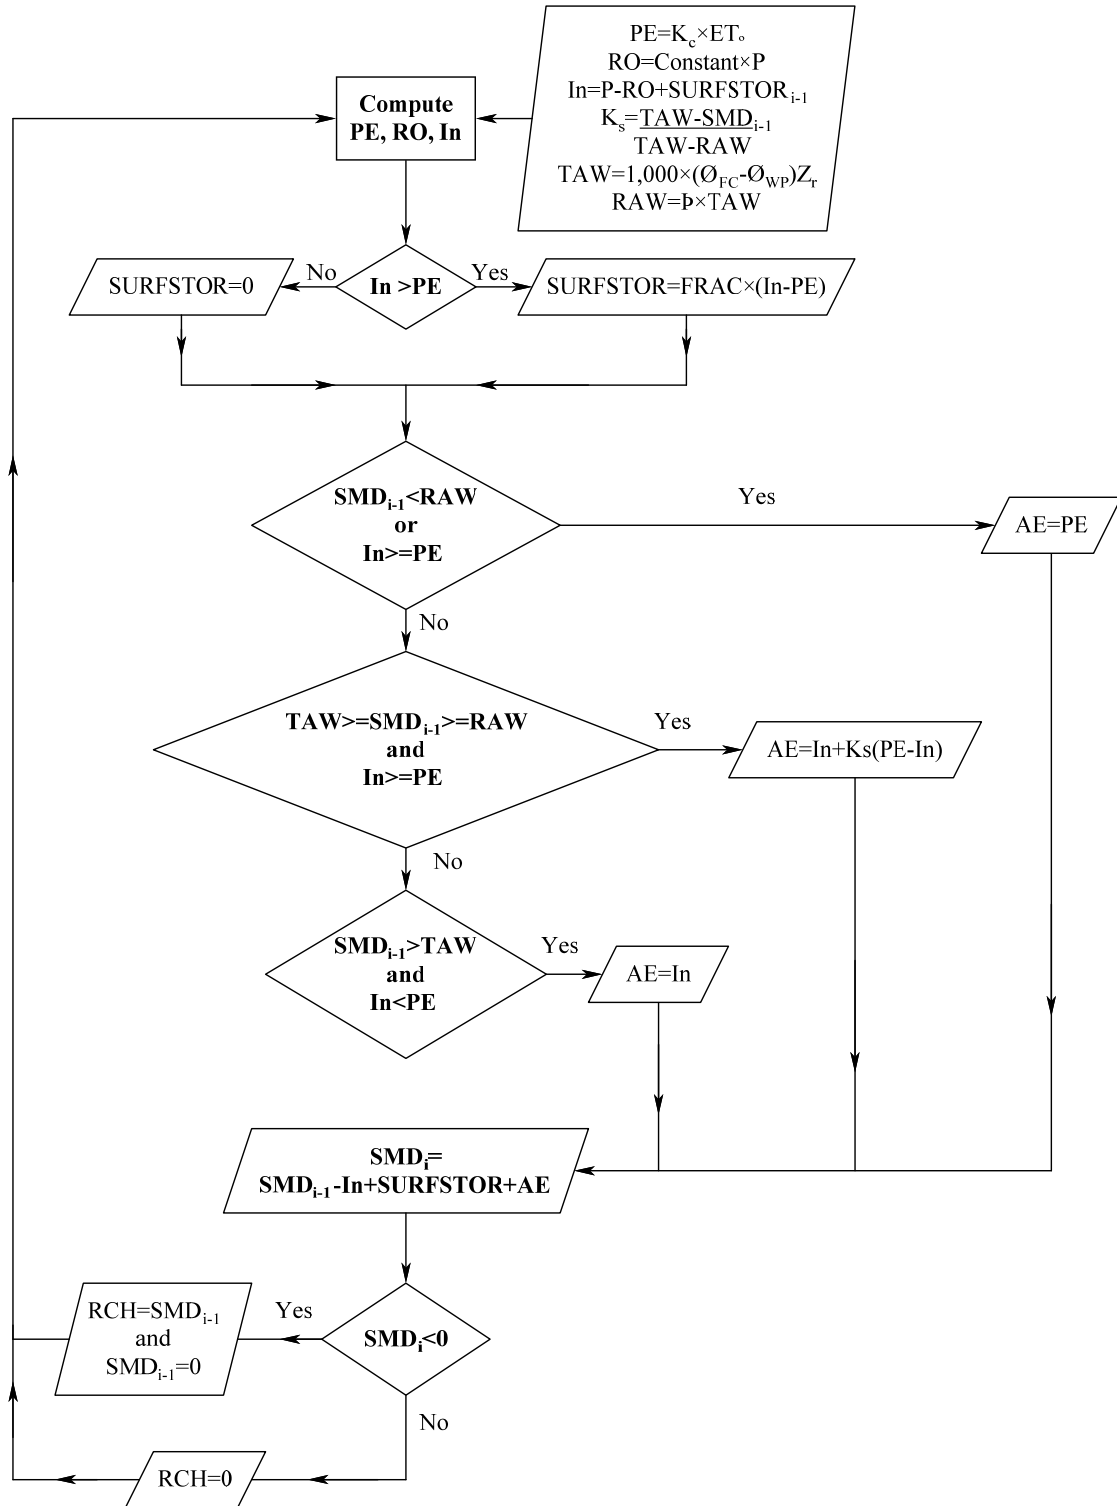 PE=K_c×ET_o
RO=Constant×P
In=P-RO+SURFSTOR_i-1
K_s=TAW-SMD_i-1
TAW-RAW
TAW=1,000×(Ø_FC-Ø_WP)Z_r
RAW=Þ×TAW
Compute
PE, RO, In
No
In >PE
Yes
SURFSTOR=0
SURFSTOR=FRAC×(In-PE)
SMD_i-1<RAW
or
In>=PE
Yes
AE=PE
No
TAW>=SMD_i-1>=RAW
and
In>=PE
Yes
AE=In+Ks(PE-In)
No
SMD_i-1>TAW
and
In<PE
Yes
AE=In
SMD_i=
SMD_i-1-In+SURFSTOR+AE
SMD_i<0
Yes
RCH=SMD_i-1
and
SMD_i-1=0
No
RCH=0